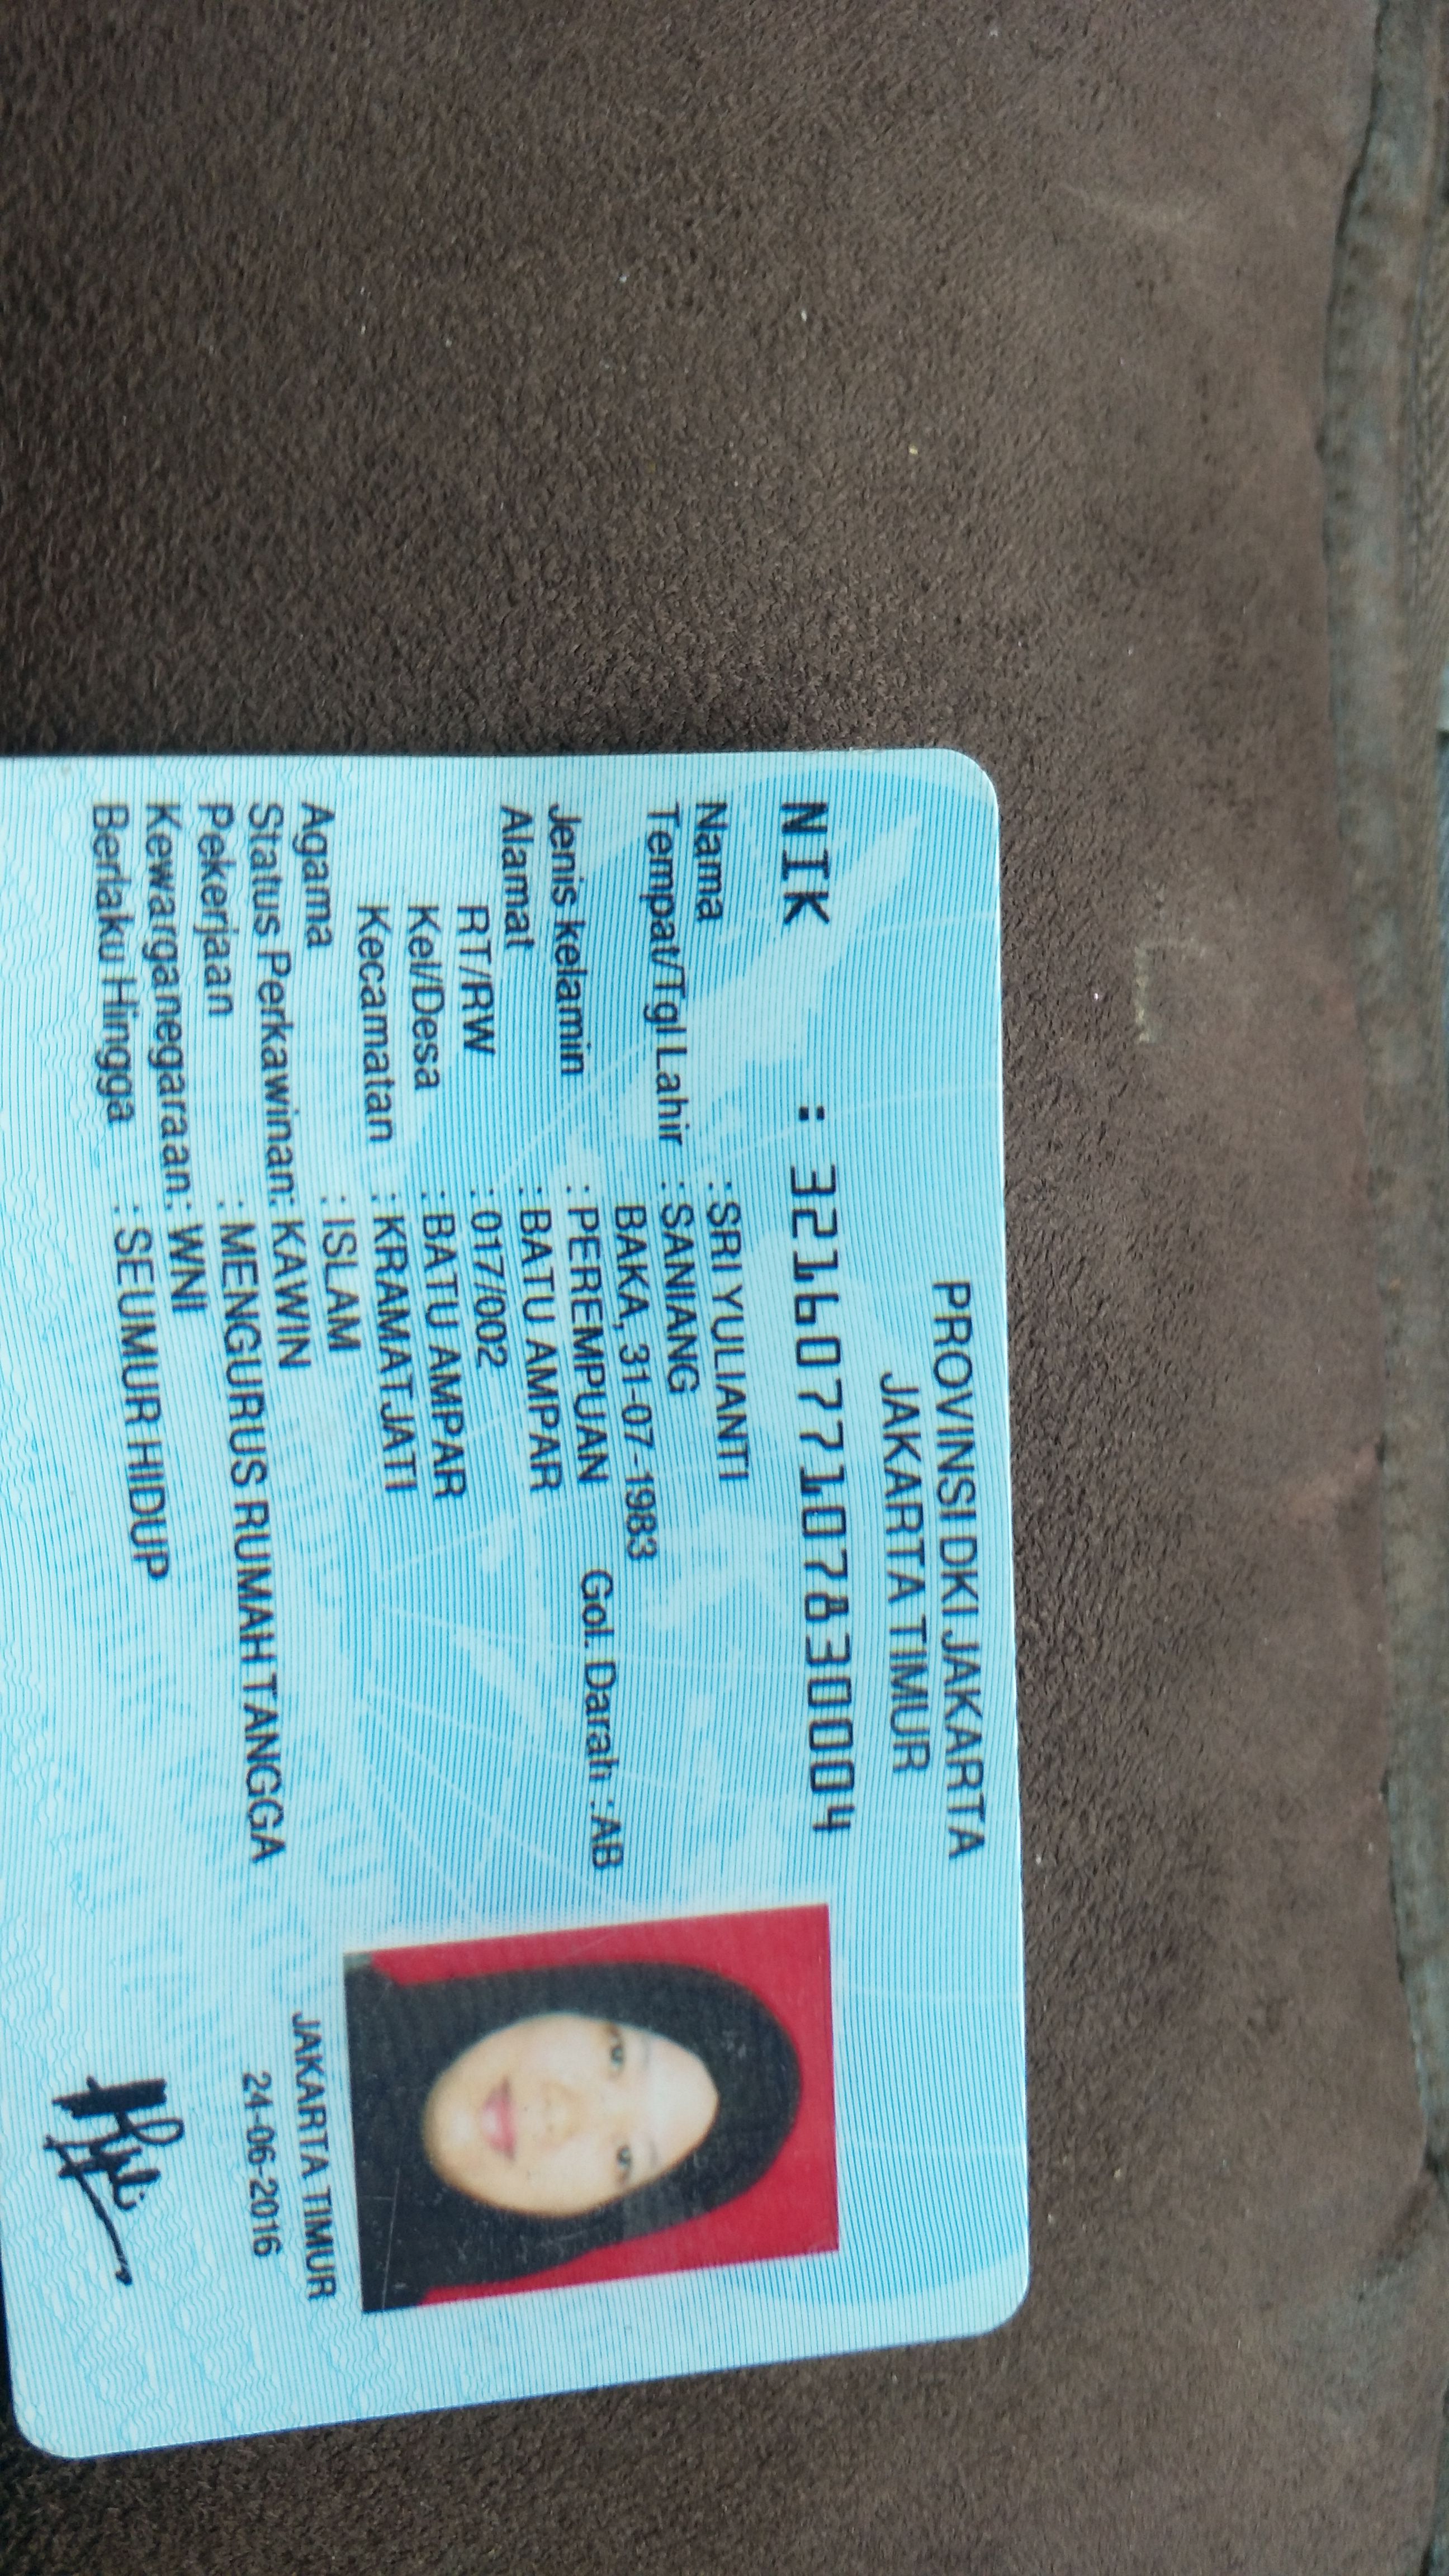 PROVINSI DKI JAKARTA
JAKARTA TIMUR
NIK : 3216077107830004
Nama : SRI YULIANTI
Tempat/Tgl Lahir : SANIANG
BAKA, 31-07-1983
Jenis kelamin : PEREMPUAN Gol. Darah : AB
Alamat : BATU AMPAR
RT/RW : 017/002
Kel/Desa : BATU AMPAR
Kecamatan : KRAMATJATI
Agama : ISLAM
Status Perkawinan: KAWIN
Pekerjaan : MENGURUS RUMAH TANGGA
Kewarganegaraan: WNI
Berlaku Hingga : SEUMUR HIDUP
JAKARTA TIMUR
24-06-2016